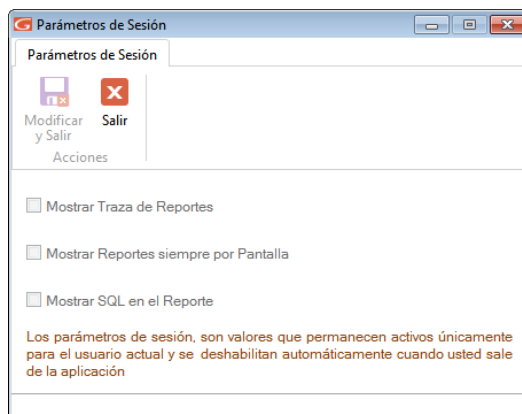 Parámetros de Sesión
Parámetros de Sesión
Modificar
y Salir
Salir
Acciones
Mostrar Traza de Reportes
Mostrar Reportes siempre por Pantalla
Mostrar SQL en el Reporte
Los parámetros de sesión, son valores que permanecen activos únicamente
para el usuario actual y se deshabilitan automáticamente cuando usted sale
de la aplicación